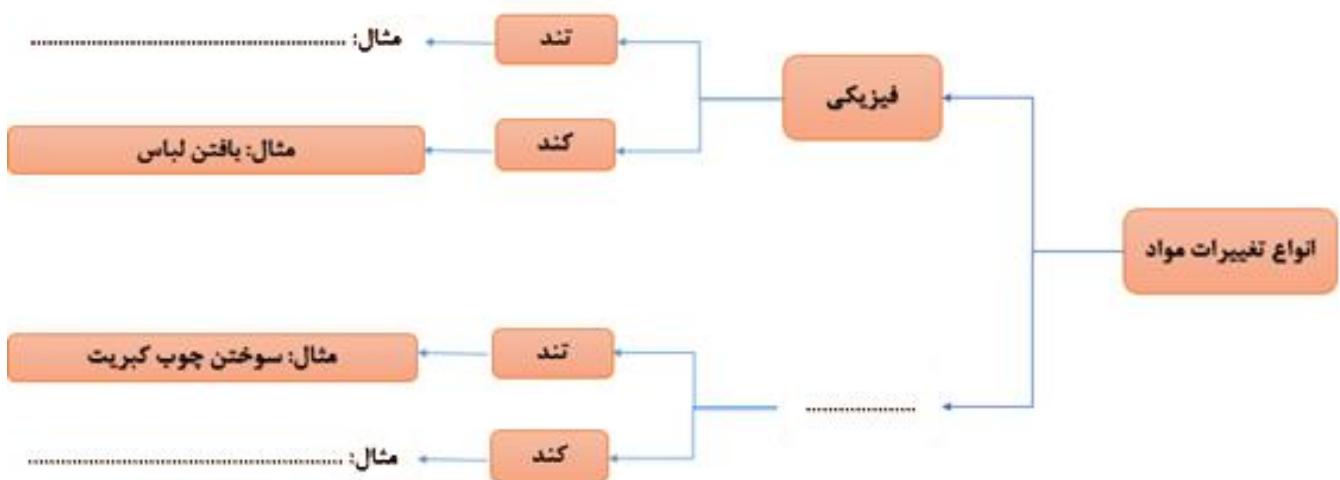 انواع تغییرات مواد
فیزیکی
تند
مثال: ............................................................
کند
مثال: بافتن لباس
.....................
تند
مثال: سوختن چوب کبریت
کند
مثال: ............................................................